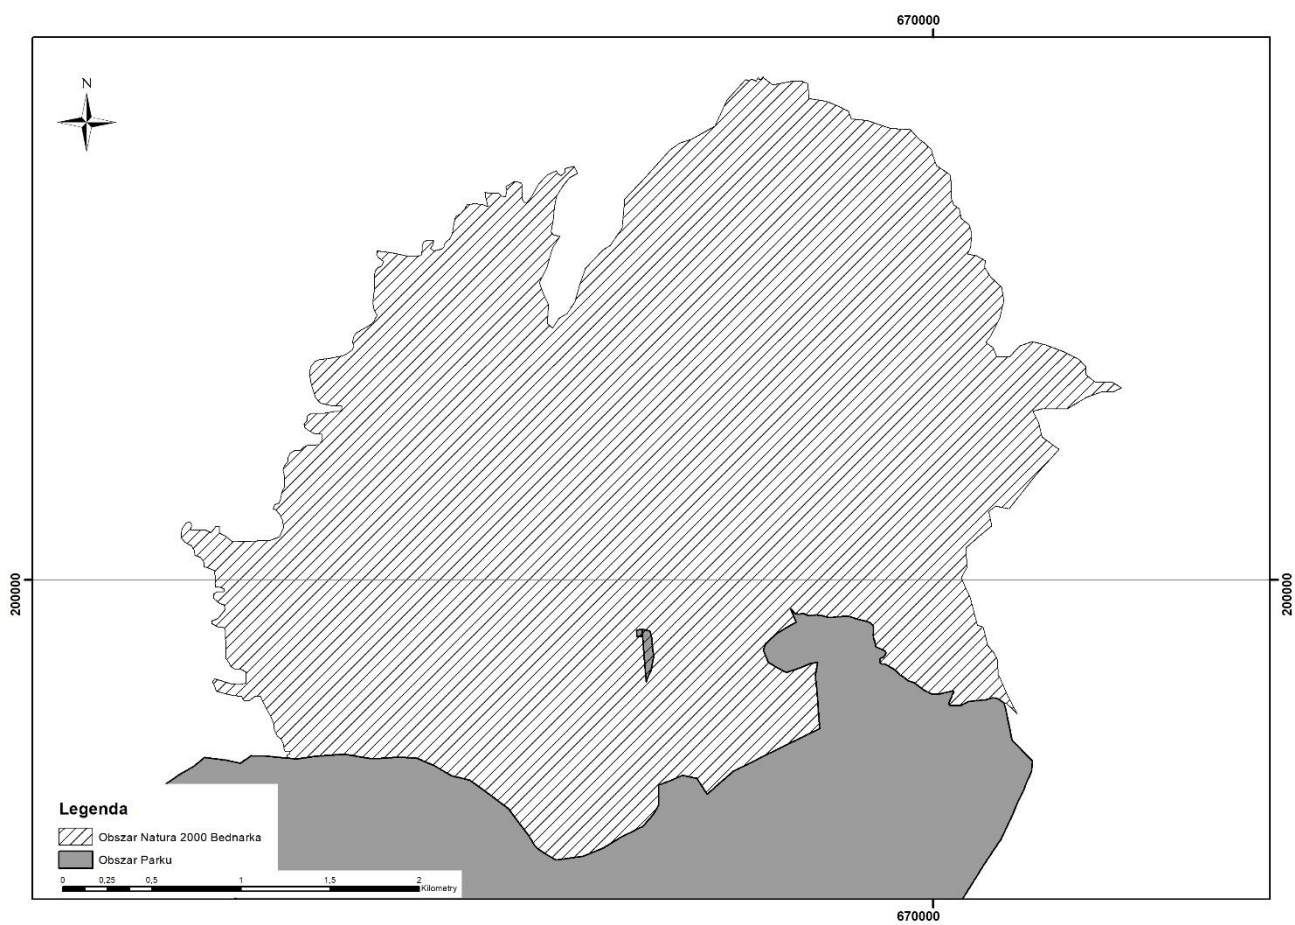 670000
N
200000
200000
Legenda
Obszar Natura 2000 Bednarka
Obszar Parku
0 0,25 0,5 1 1,5 2
Kilometry
670000